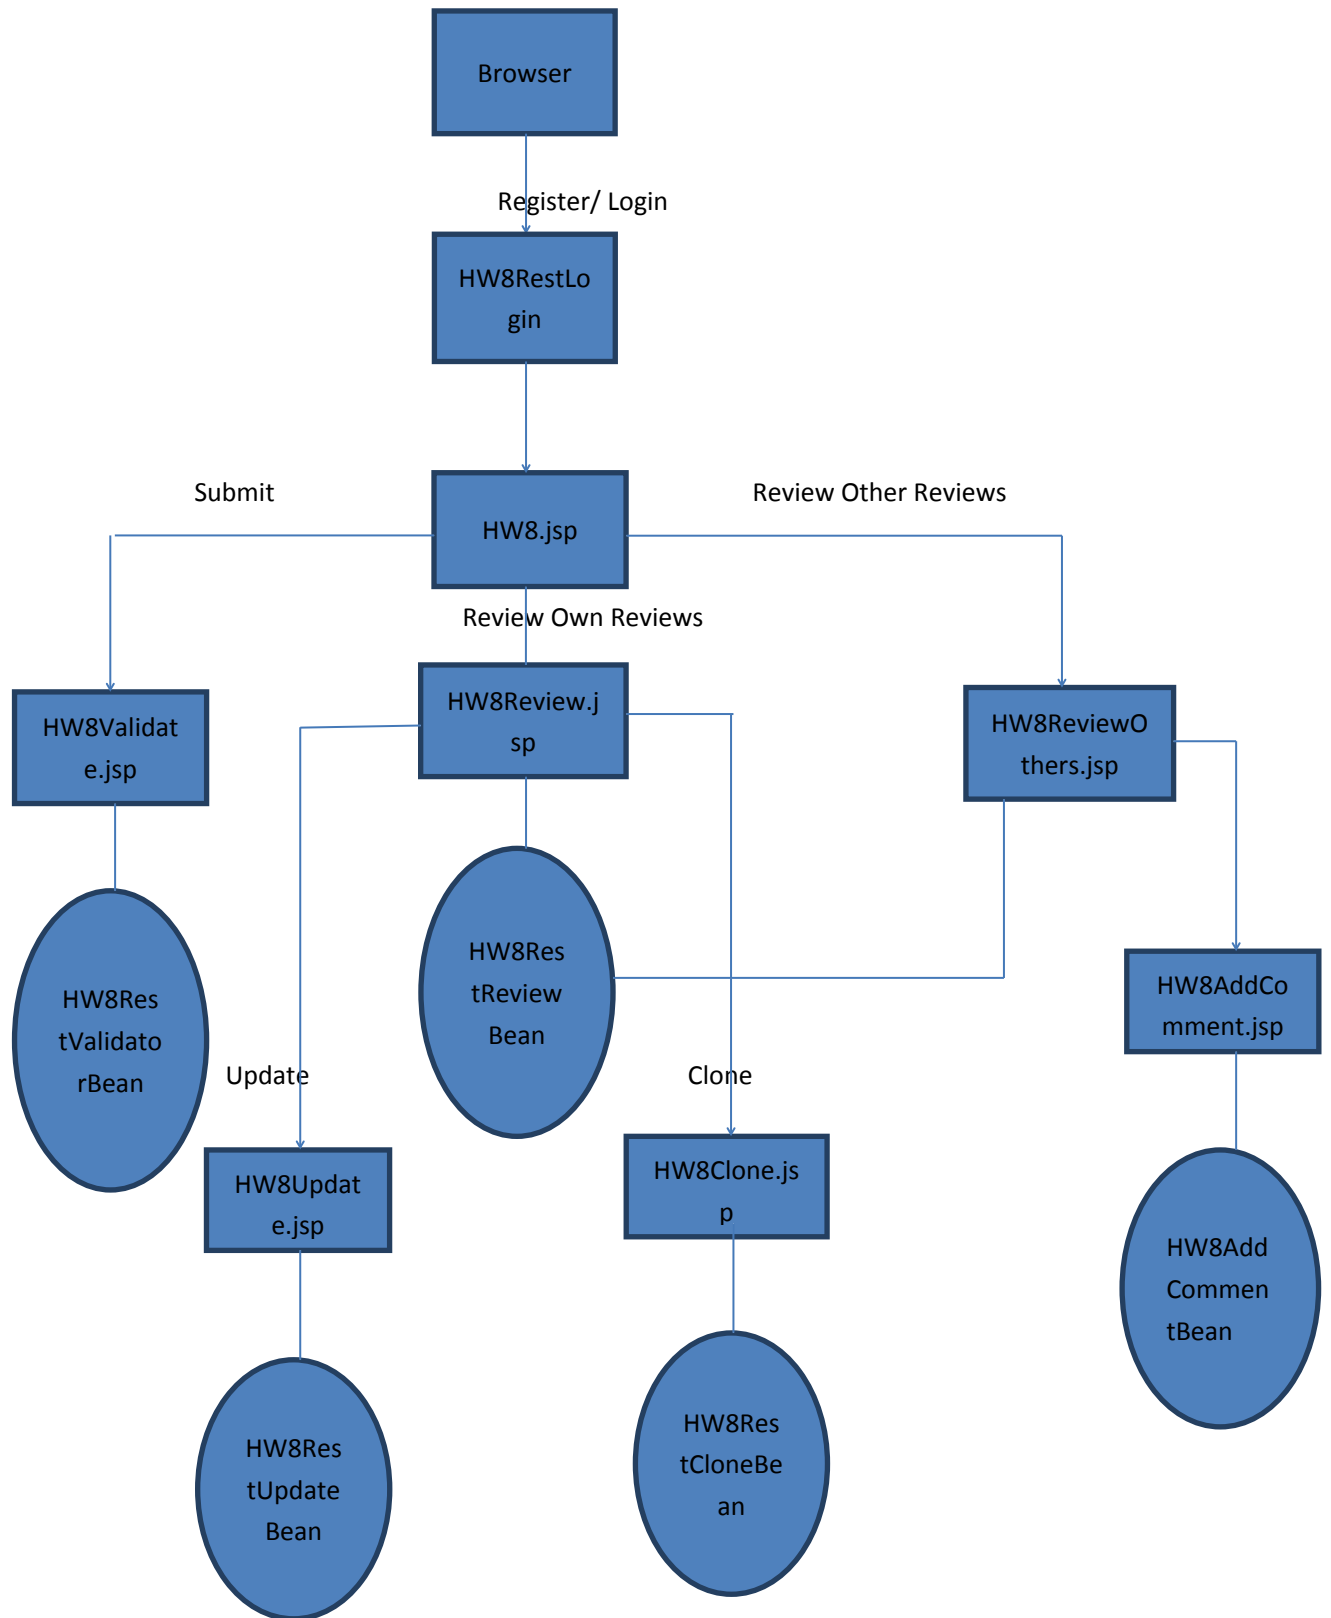 Browser
Register/ Login
HW8RestLo
gin
Submit
HW8.jsp
Review Other Reviews
Review Own Reviews
HW8Validat
e.jsp
HW8Review.j
sp
HW8ReviewO
thers.jsp
HW8Res
tValidato
rBean
HW8Res
tReview
Bean
HW8AddCo
mment.jsp
Update
Clone
HW8Updat
e.jsp
HW8Clone.js
p
HW8Add
Commen
tBean
HW8Res
tUpdate
Bean
HW8Res
tCloneBe
an